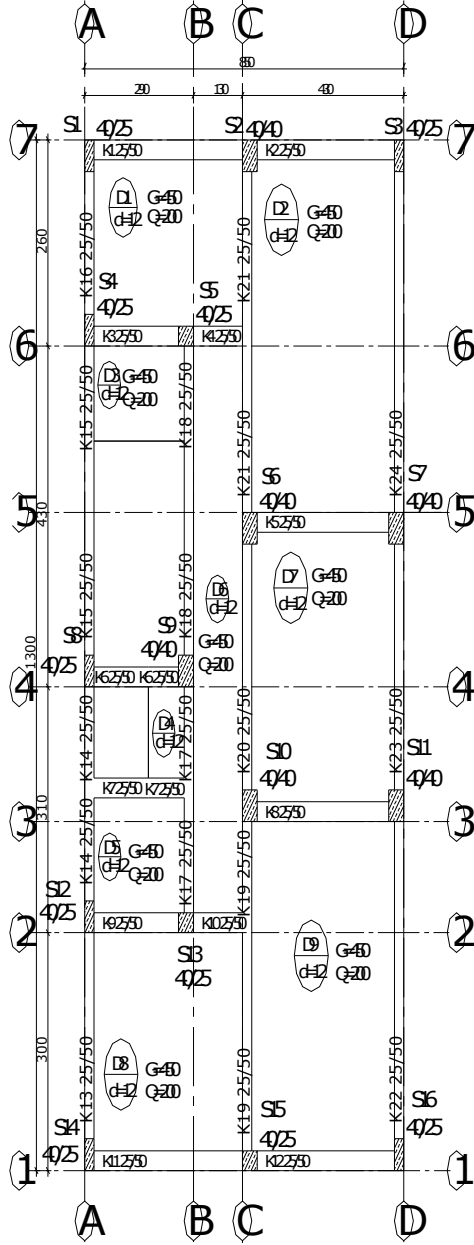 A B C D
850
290 130 430
7 S1 40/25 S2 40/40 S3 40/25 7
K1 25/50 K2 25/50
D1 G=450
d=12 Q=200
D2 G=450
d=12 Q=200
260
K16 25/50
K21 25/50
S4
40/25
S5
40/25
K3 25/50 K4 25/50
6 6
D3 G=450
d=12 Q=200
K15 25/50
K18 25/50
K21 25/50
K24 25/50
S6
40/40
S7
40/40
5 5
430
K5 25/50
K15 25/50
K18 25/50
D6
d=12
G=450
Q=200
D7 G=450
d=12 Q=200
S8
40/25
S9
40/40
1300
K6 25/50 K6 25/50
4 4
K14 25/50
D4
d=12
K17 25/50
K20 25/50
K23 25/50
S10
40/40
S11
40/40
K7 25/50 K7 25/50
K8 25/50
3 3
310
K14 25/50
D5 G=450
d=12 Q=200
K17 25/50
K19 25/50
S12
40/25
K9 25/50 K10 25/50
2 2
S13
40/25
D9 G=450
d=12 Q=200
300
K13 25/50
D8 G=450
d=12 Q=200
K19 25/50
K22 25/50
S14
40/25
S15
40/25
S16
40/25
K11 25/50 K12 25/50
1 1
A B C D